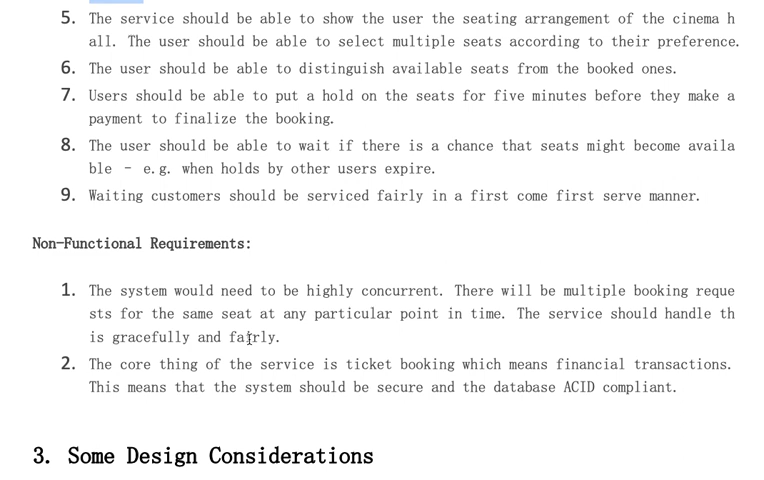 5. The service should be able to show the user the seating arrangement of the cinema h
all. The user should be able to select multiple seats according to their preference.
6. The user should be able to distinguish available seats from the booked ones.
7. Users should be able to put a hold on the seats for five minutes before they make a
payment to finalize the booking.
8. The user should be able to wait if there is a chance that seats might become availa
ble – e.g. when holds by other users expire.
9. Waiting customers should be serviced fairly in a first come first serve manner.
Non-Functional Requirements:
1. The system would need to be highly concurrent. There will be multiple booking reque
sts for the same seat at any particular point in time. The service should handle th
is gracefully and fairly.
2. The core thing of the service is ticket booking which means financial transactions.
This means that the system should be secure and the database ACID compliant.
3. Some Design Considerations